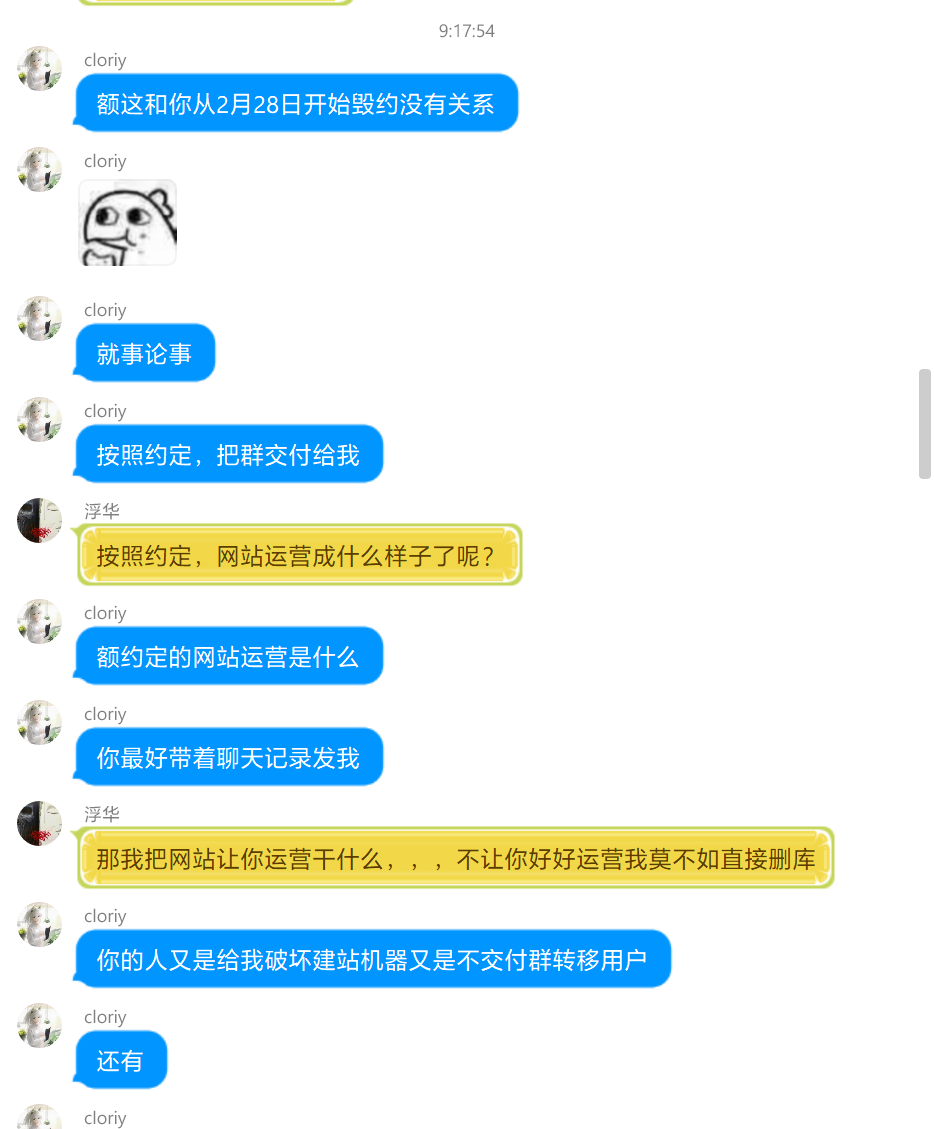 9:17:54
cloriy
额这和你从2月28日开始毁约没有关系
cloriy
cloriy
就事论事
cloriy
按照约定，把群交付给我
浮华
按照约定，网站运营成什么样子了呢？
cloriy
额约定的网站运营是什么
cloriy
你最好带着聊天记录发我
浮华
那我把网站让你运营干什么，，，不让你好好运营我莫不如直接删库
cloriy
你的人又是给我破坏建站机器又是不交付群转移用户
cloriy
还有
cloriy